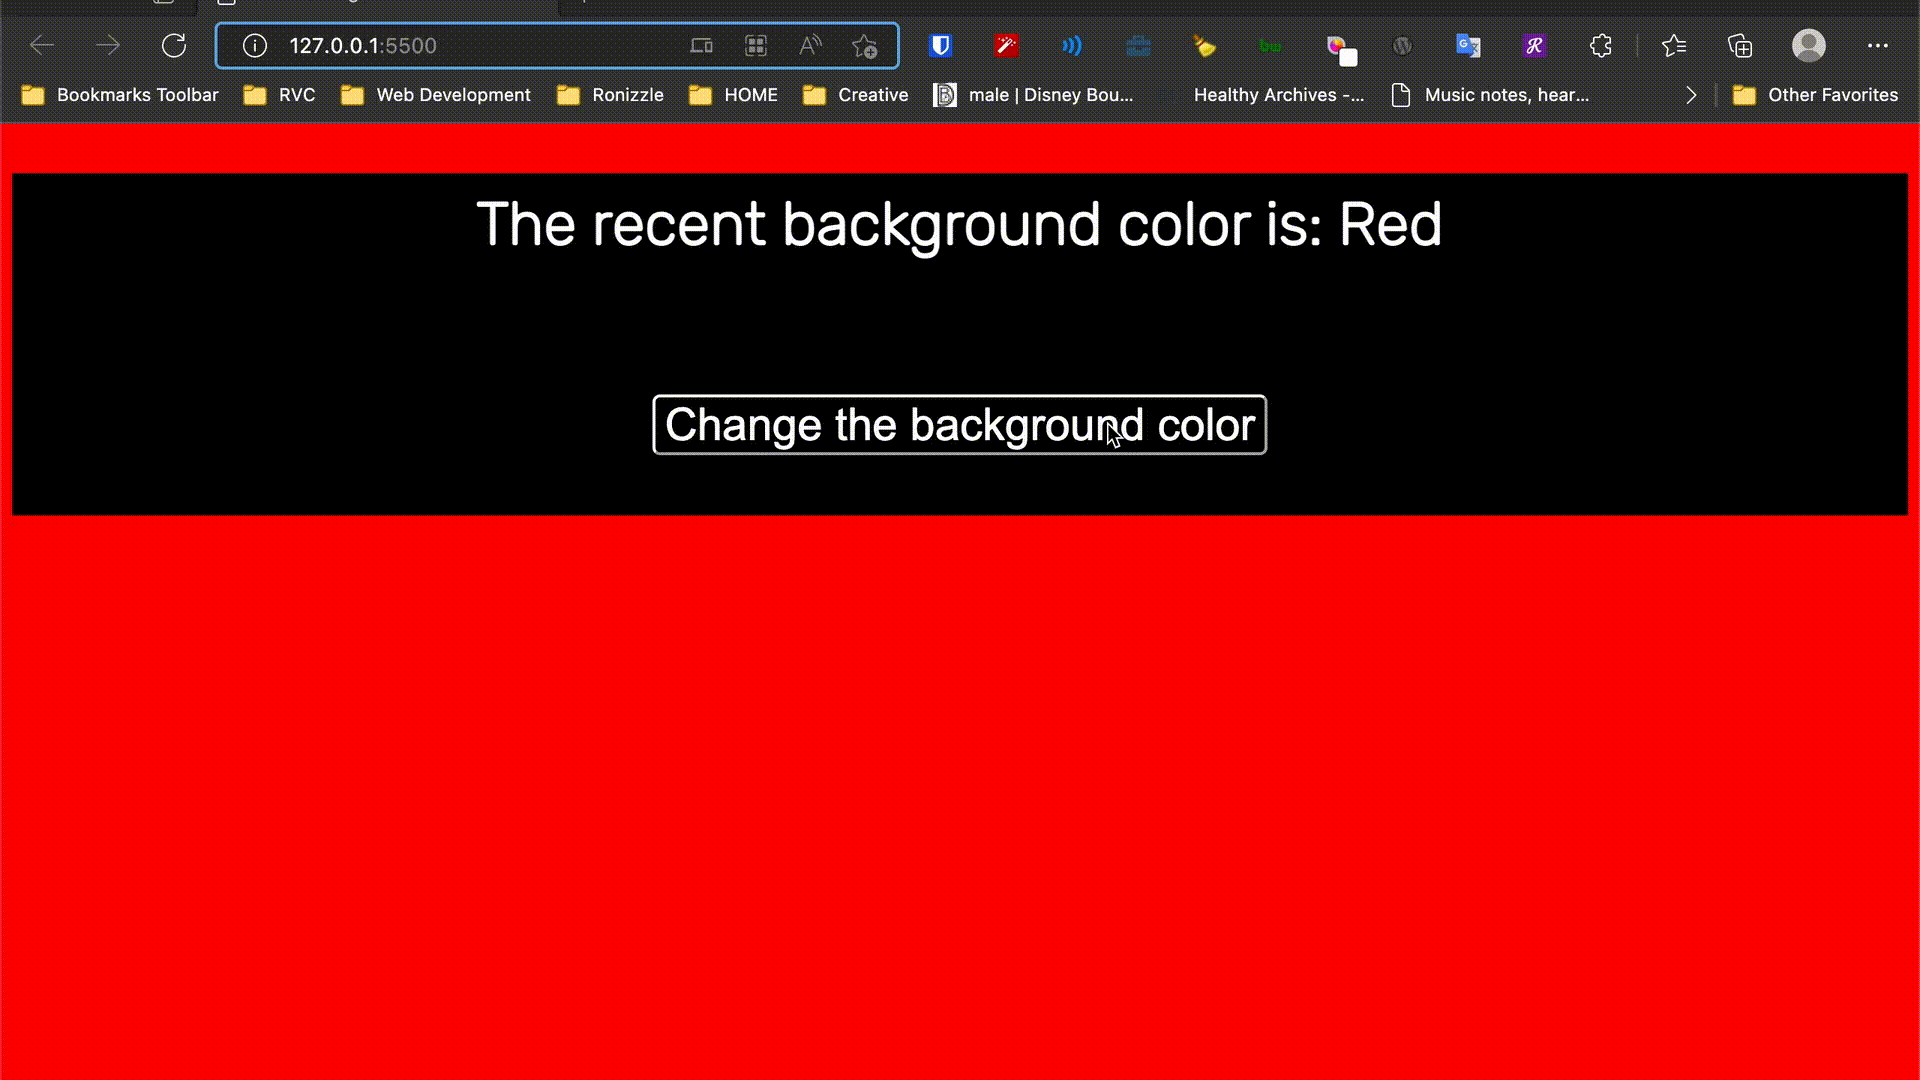 127.0.0.1:5500
Bookmarks Toolbar RVC Web Development Ronizzle HOME Creative male | Disney Bou... Healthy Archives -... Music notes, hear... Other Favorites
The recent background color is: Red
Change the background color